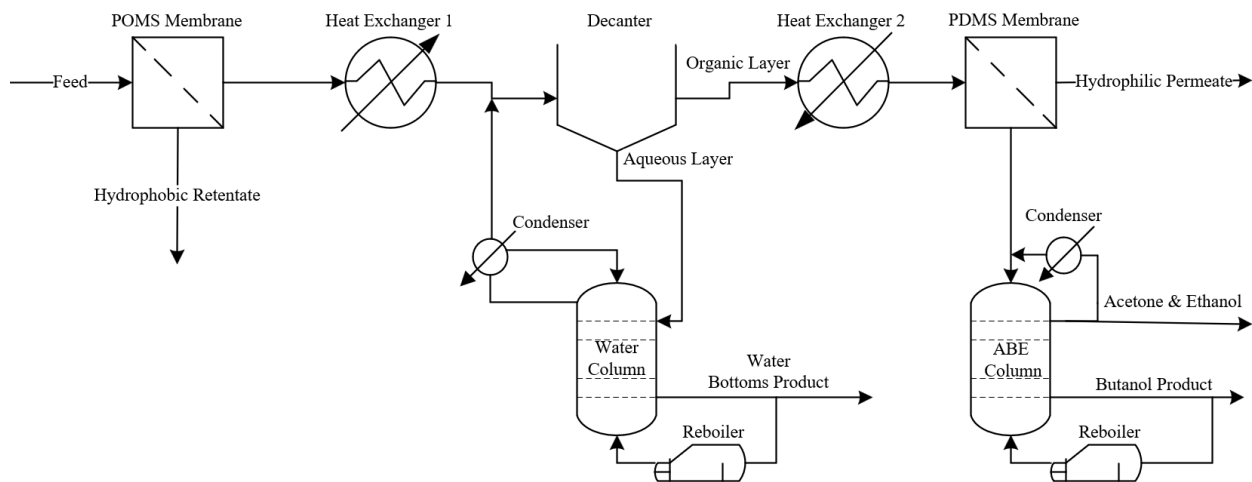 POMS Membrane
Heat Exchanger 1
Decanter
Heat Exchanger 2
PDMS Membrane
Feed
Organic Layer
Hydrophilic Permeate
Aqueous Layer
Hydrophobic Retentate
Condenser
Condenser
Acetone & Ethanol
Water
Column
Water
Bottoms Product
ABE
Column
Butanol Product
Reboiler
Reboiler